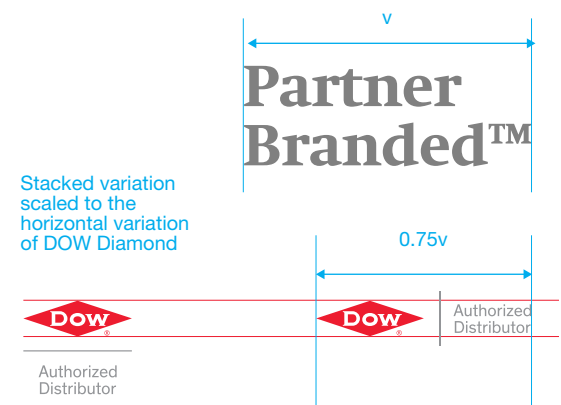 v
Partner
Branded™
Stacked variation
scaled to the
horizontal variation
of DOW Diamond
0.75v
Dow®
Authorized
Distributor
Dow®
Authorized
Distributor